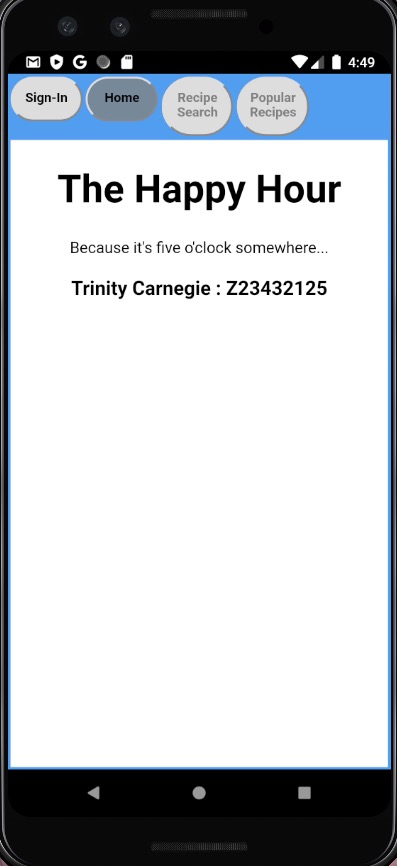 4:49
Sign-In
Home
Recipe
Search
Popular
Recipes
The Happy Hour
Because it's five o'clock somewhere...
Trinity Carnegie : Z23432125